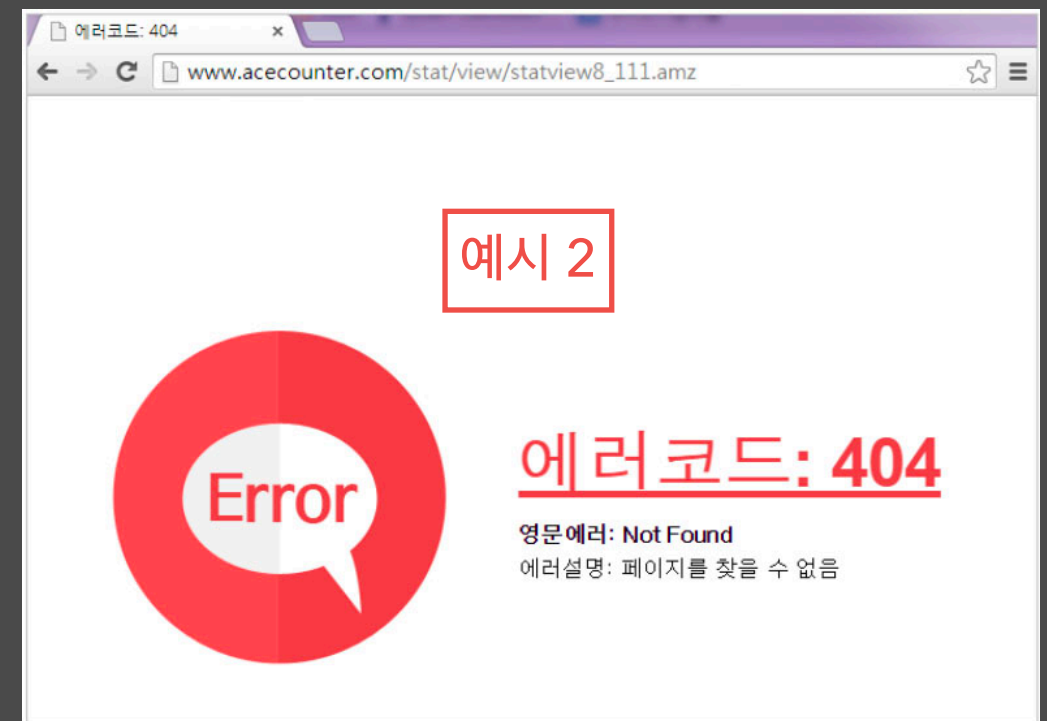 에러코드: 404
www.acecounter.com/stat/view/statview8_111.amz
예시 2
Error
에러코드: 404
영문에러: Not Found
에러설명: 페이지를 찾을 수 없음